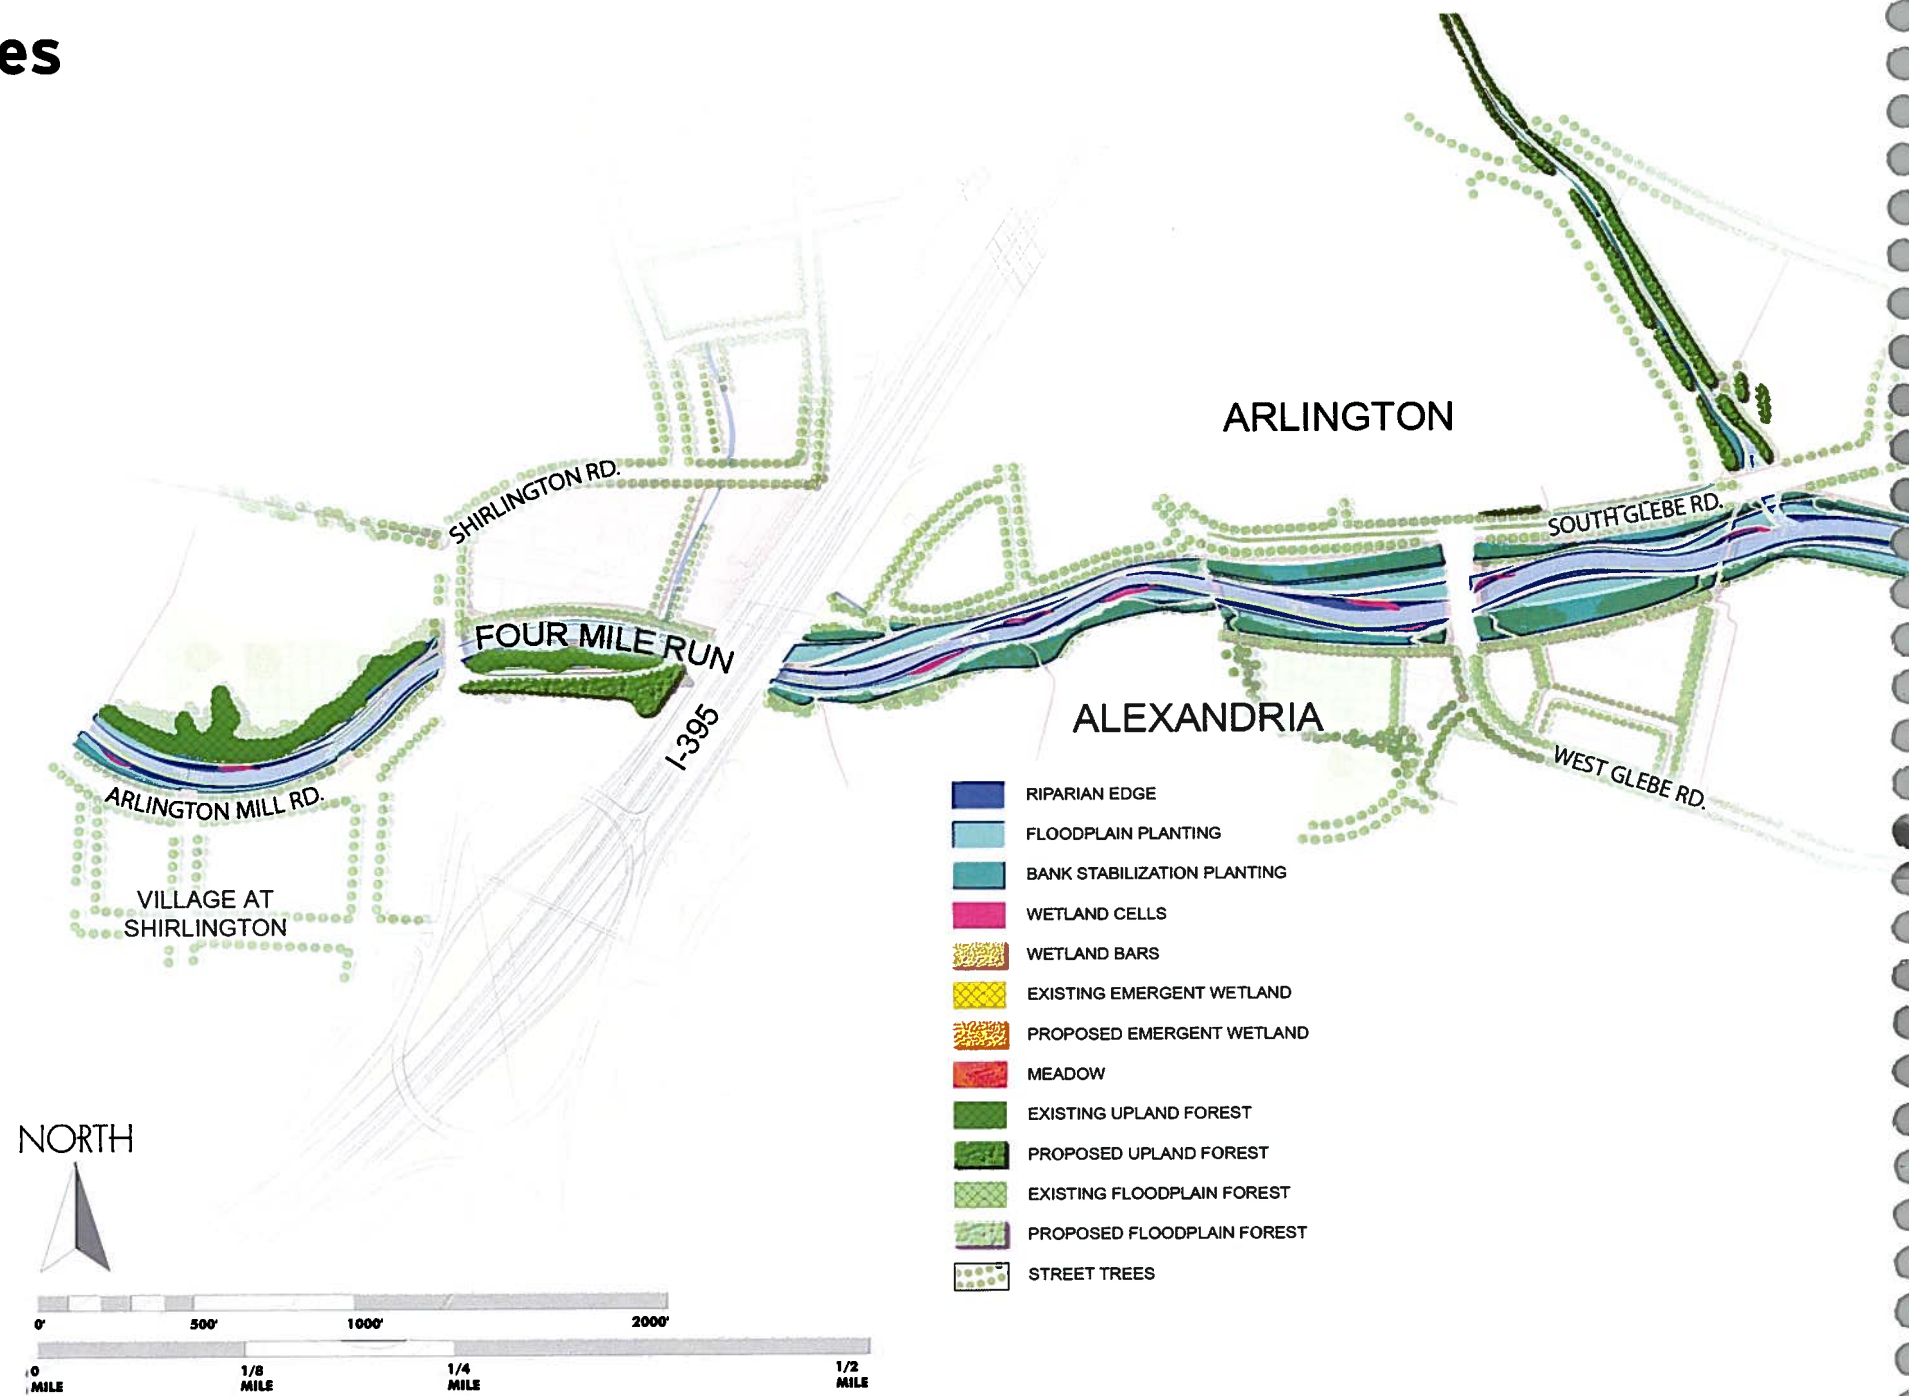 es
ARLINGTON
SHIRLINGTON RD.
SOUTH GLEBE RD.
FOUR MILE RUN
I-395
ALEXANDRIA
WEST GLEBE RD.
ARLINGTON MILL RD.
VILLAGE AT
SHIRLINGTON
RIPARIAN EDGE
FLOODPLAIN PLANTING
BANK STABILIZATION PLANTING
WETLAND CELLS
WETLAND BARS
EXISTING EMERGENT WETLAND
PROPOSED EMERGENT WETLAND
MEADOW
EXISTING UPLAND FOREST
PROPOSED UPLAND FOREST
EXISTING FLOODPLAIN FOREST
PROPOSED FLOODPLAIN FOREST
STREET TREES
NORTH
0' 500' 1000' 2000'
0 1/8 1/4 1/2
MILE MILE MILE MILE